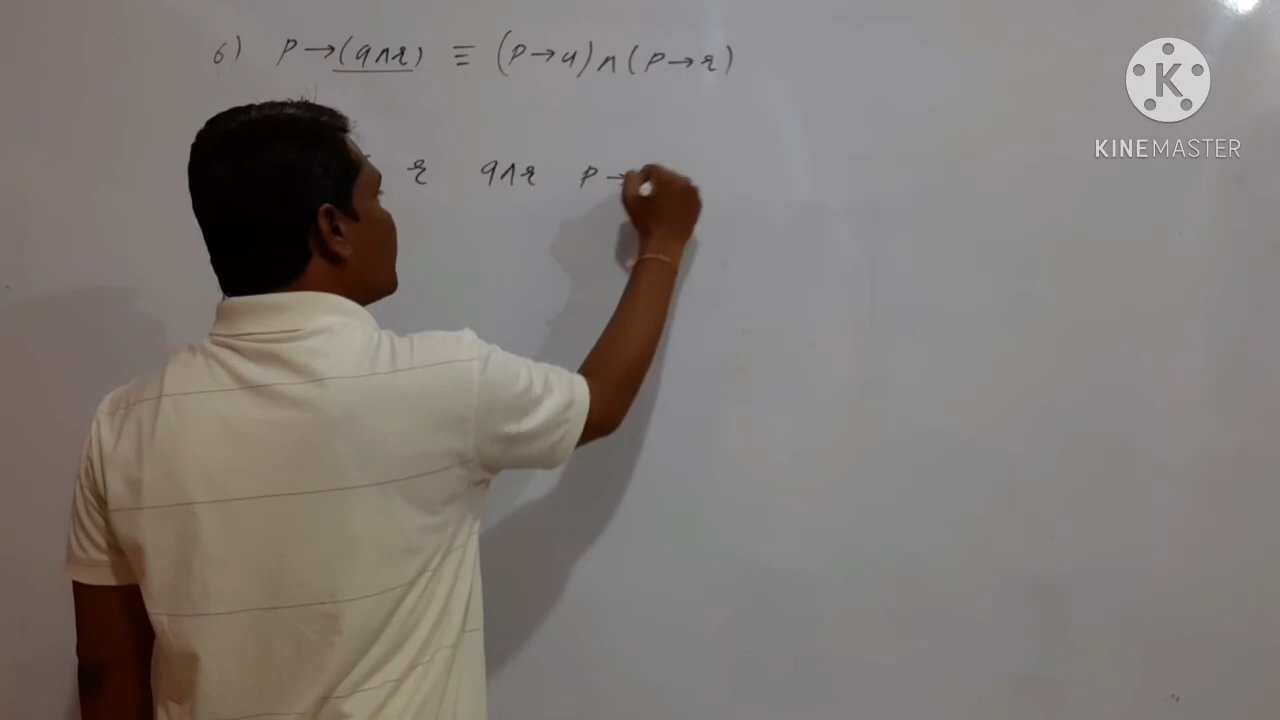 6) p→(q∧r) ≡ (p→q)∧(p→r)
r q∧r p→
K
KINEMASTER